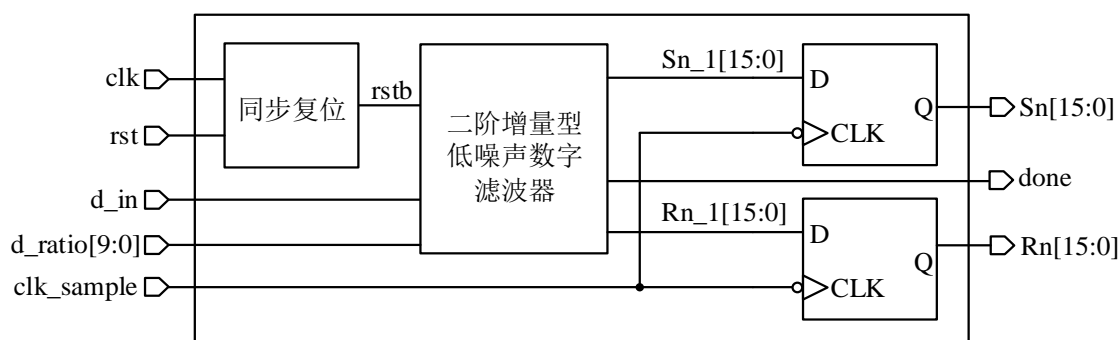 clk
rst
d_in
d_ratio[9:0]
clk_sample
同步复位
rstb
二阶增量型
低噪声数字
滤波器
Sn_1[15:0]
D
Q
CLK
Sn[15:0]
done
Rn_1[15:0]
D
Q
CLK
Rn[15:0]